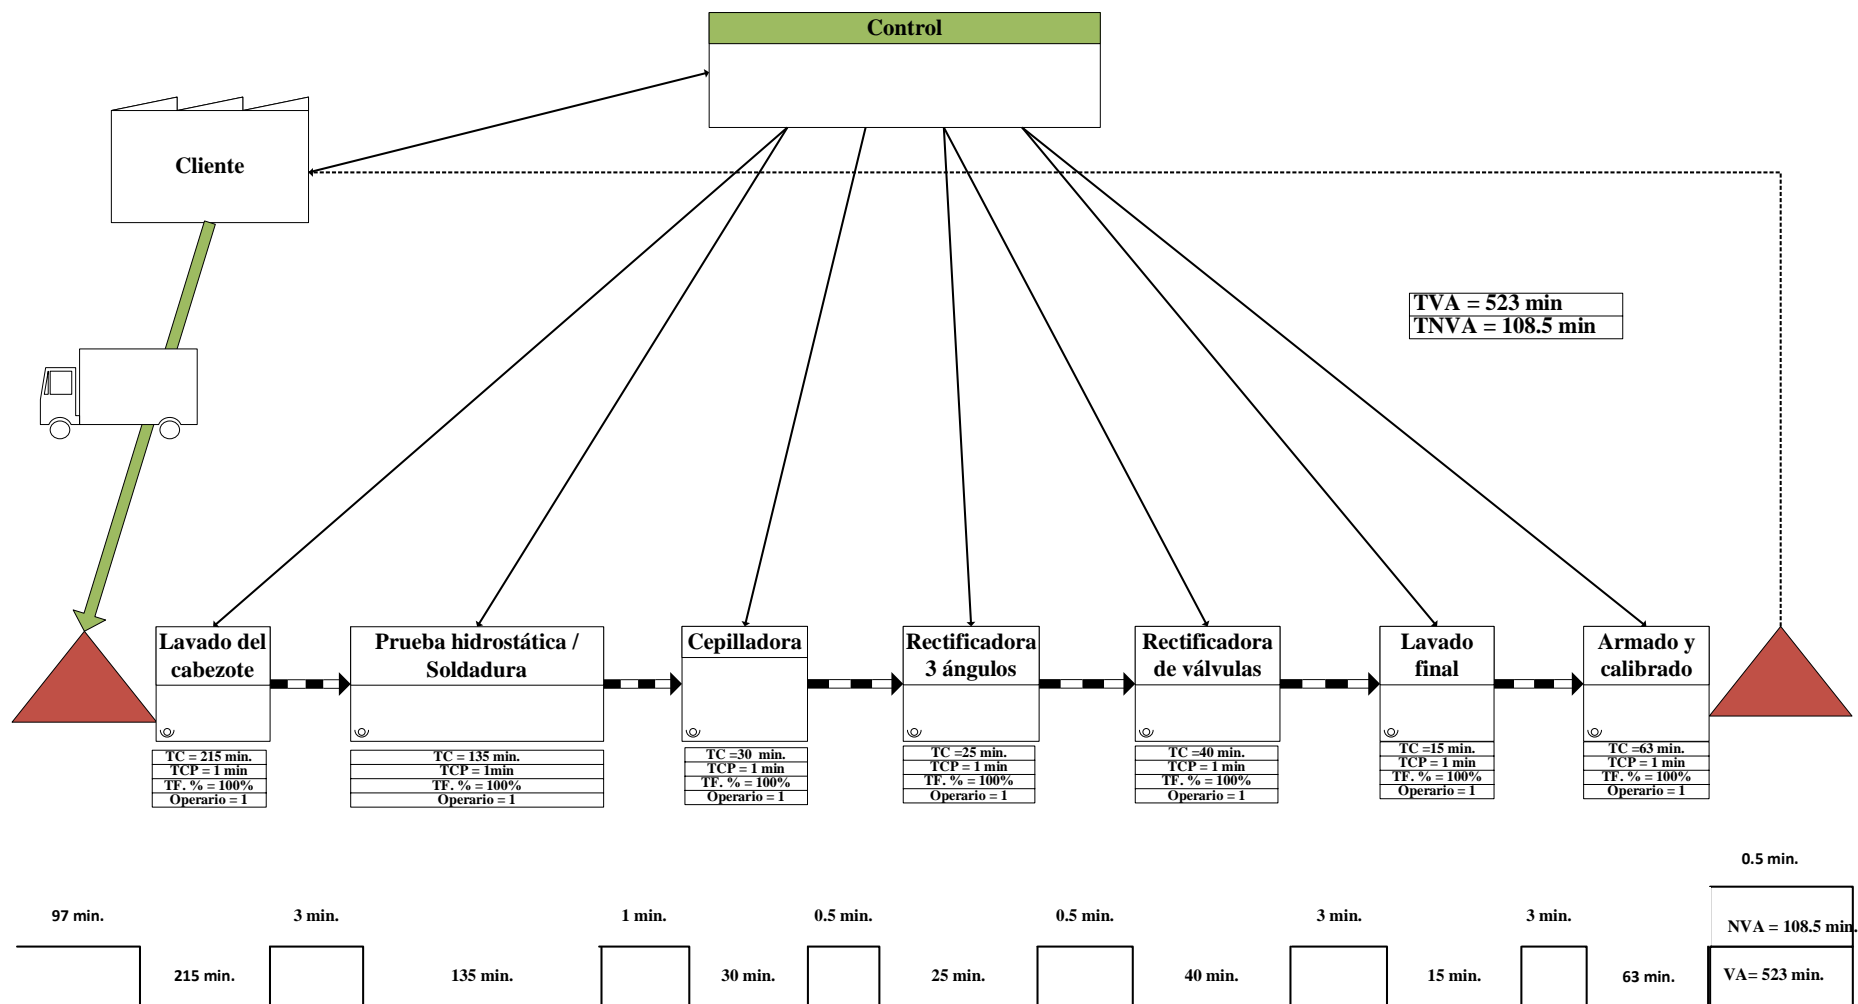 Control
Cliente
TVA = 523 min
TNVA = 108.5 min
Lavado del
cabezote
Prueba hidrostática /
Soldadura
Cepilladora
Rectificadora
3 ángulos
Rectificadora
de válvulas
Lavado
final
Armado y
calibrado
TC = 215 min.
TCP = 1 min
TF. % = 100%
Operario = 1
TC = 135 min.
TCP = 1min
TF. % = 100%
Operario = 1
TC =30 min.
TCP = 1 min
TF. % = 100%
Operario = 1
TC =25 min.
TCP = 1 min
TF. % = 100%
Operario = 1
TC =40 min.
TCP = 1 min
TF. % = 100%
Operario = 1
TC =15 min.
TCP = 1 min
TF. % = 100%
Operario = 1
TC =63 min.
TCP = 1 min
TF. % = 100%
Operario = 1
0.5 min.
97 min.
3 min.
1 min.
0.5 min.
0.5 min.
3 min.
3 min.
NVA = 108.5 min.
215 min.
135 min.
30 min.
25 min.
40 min.
15 min.
63 min.
VA= 523 min.